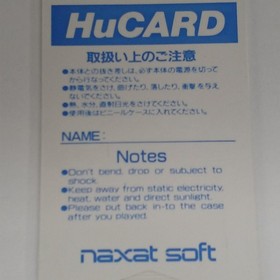 HuCARD
取扱い上のご注意
●本体との抜き差しは、必ず本体の電源を切って
から行なってください。
●静電気をさけ、曲げたり、濡したり、衝撃を与え
ないでください。
●熱、水分、直射日光をさけてください。
●使用後はビニールケースに入れてください。
NAME:
Notes
●Don't bend, drop or subject to
shock.
●Keep away from static electricity,
heat, water and direct sunlight.
●Please put back in-to the case
after you played.
naxat soft